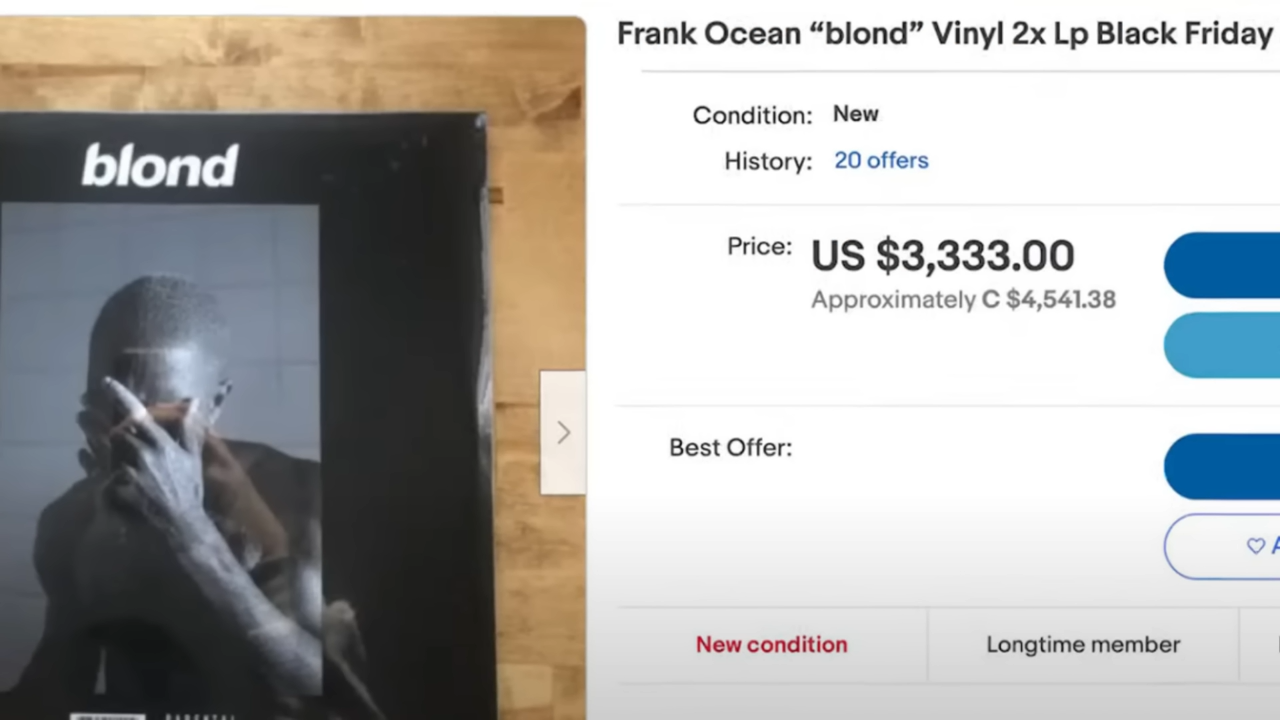 Frank Ocean “blond” Vinyl 2x Lp Black Friday
blond
Condition: New
History: 20 offers
Price: US $3,333.00
Approximately C $4,541.38
Best Offer:
New condition
Longtime member